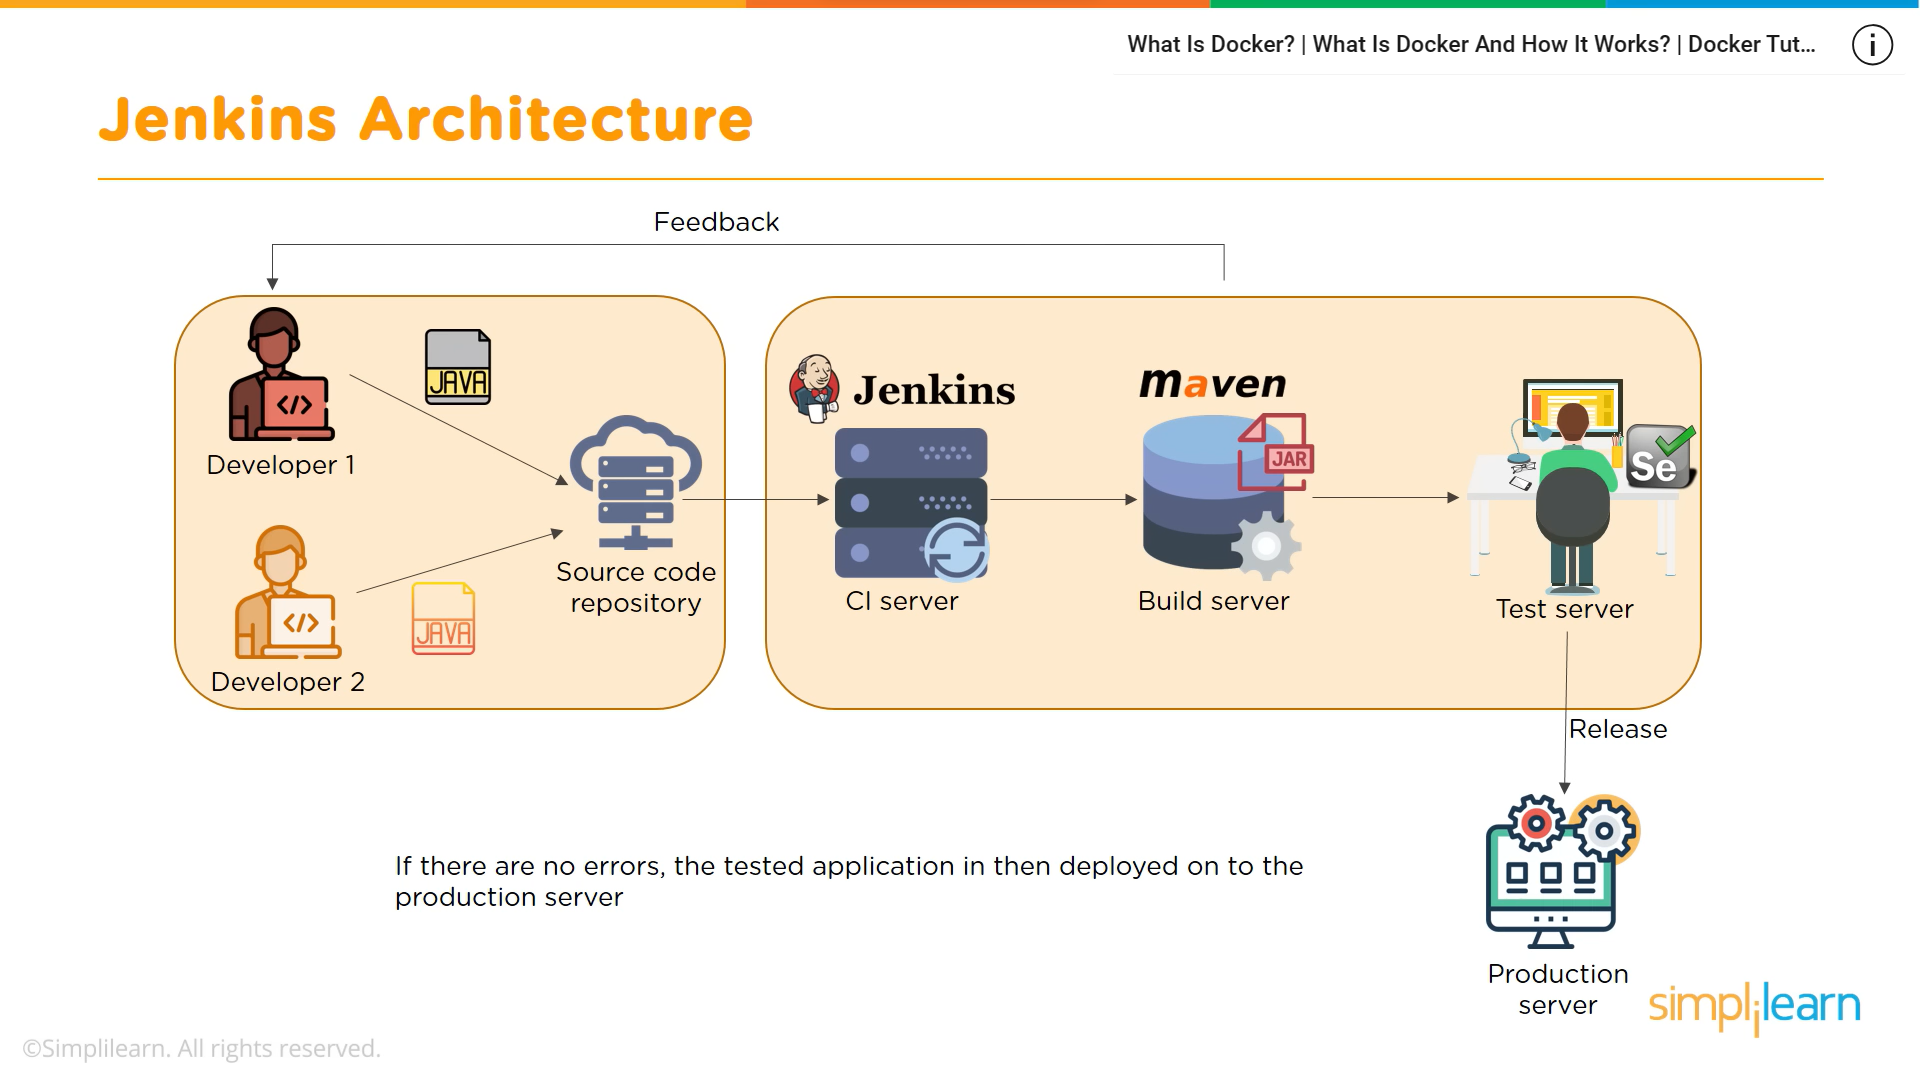 What Is Docker? | What Is Docker And How It Works? | Docker Tut...
i
Jenkins Architecture
Feedback
JAVA
Developer 1
Source code
repository
JAVA
Developer 2
Jenkins
CI server
maven
JAR
Build server
Se
Test server
Release
If there are no errors, the tested application in then deployed on to the
production server
Production
server
simplilearn
©Simplilearn. All rights reserved.